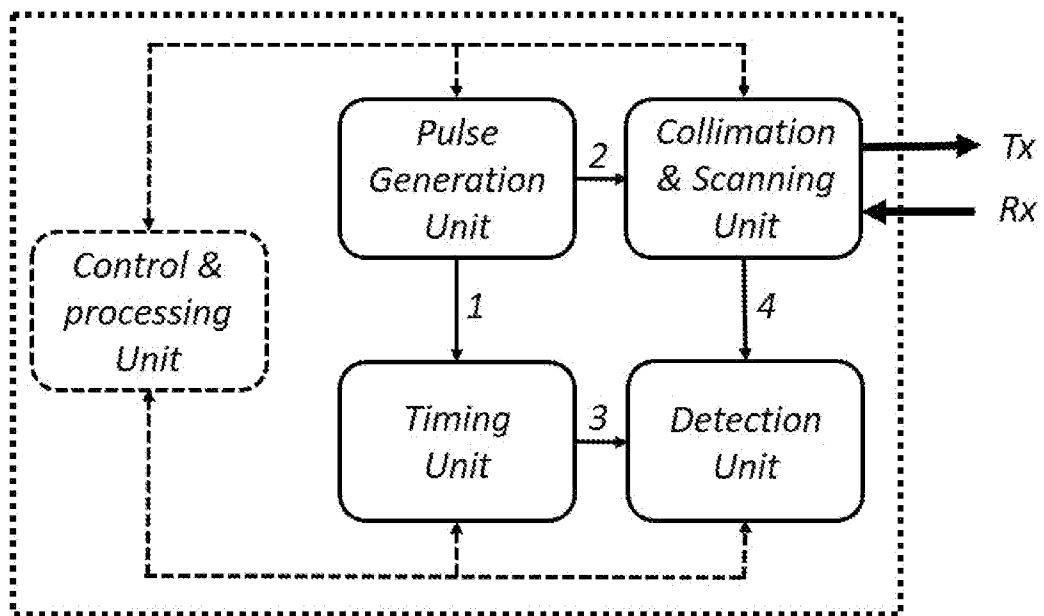 Pulse
Generation
Unit
2
Collimation
& Scanning
Unit
Tx
Rx
Control &
processing
Unit
1
4
Timing
Unit
3
Detection
Unit